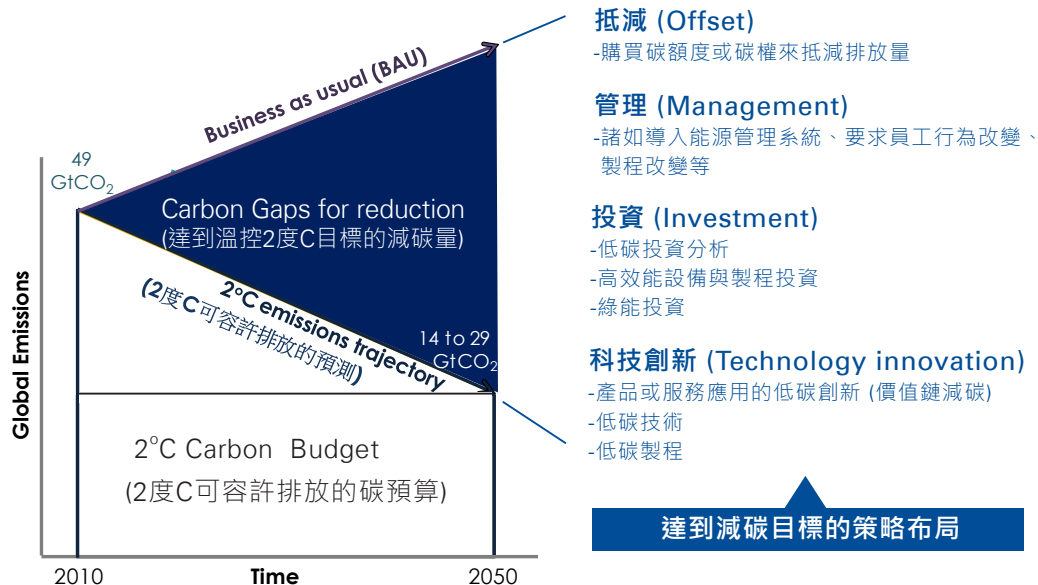 Business as usual (BAU)
49
GtCO₂
Carbon Gaps for reduction
(達到溫控2度C目標的減碳量)
2°C emissions trajectory
(2度C可容許排放的預測)
14 to 29
GtCO₂
Global Emissions
2°C Carbon Budget
(2度C可容許排放的碳預算)
2010
Time
2050
抵減 (Offset)
-購買碳額度或碳權來抵減排放量
管理 (Management)
-諸如導入能源管理系統、要求員工行為改變、
製程改變等
投資 (Investment)
-低碳投資分析
-高效能設備與製程投資
-綠能投資
科技創新 (Technology innovation)
-產品或服務應用的低碳創新 (價值鏈減碳)
-低碳技術
-低碳製程
達到減碳目標的策略布局